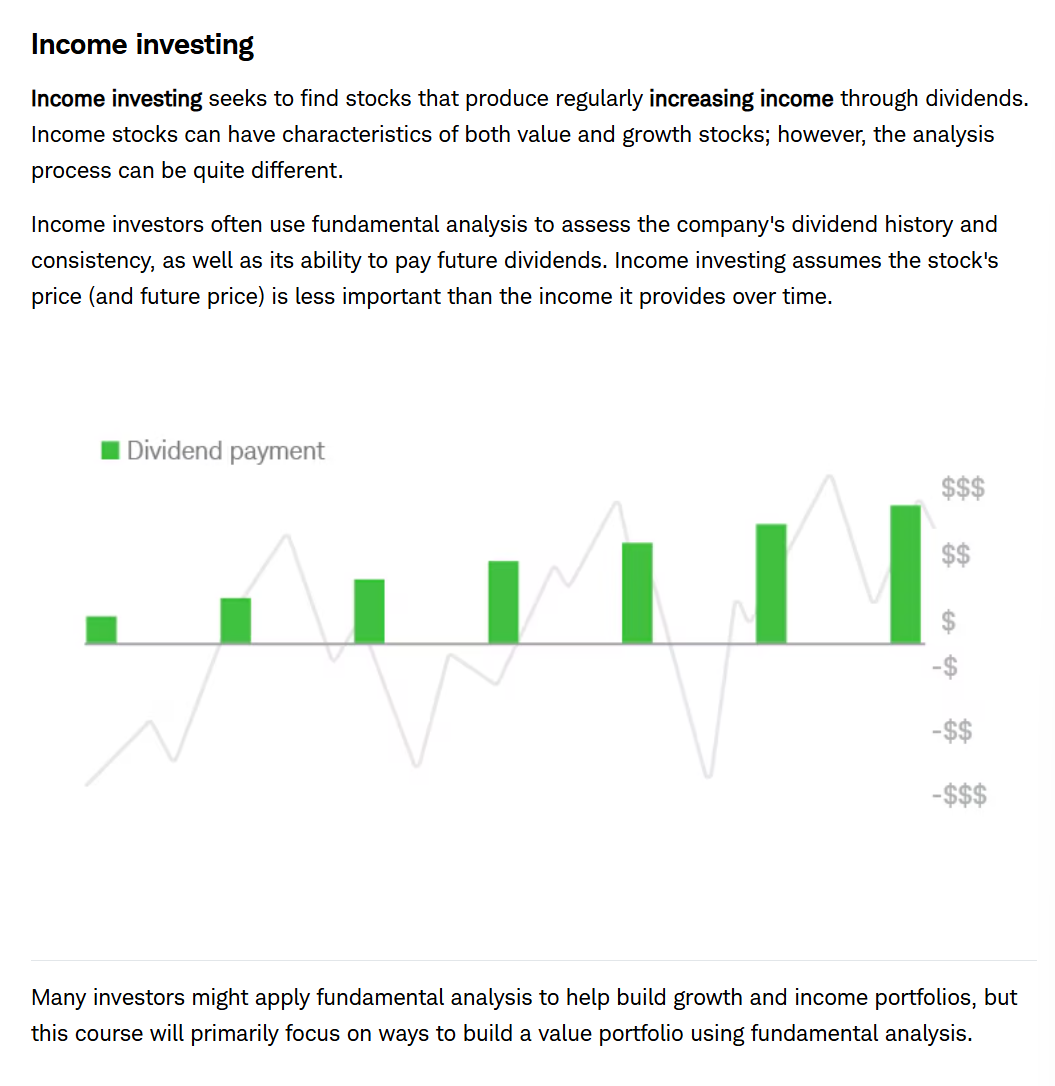 Income investing
Income investing seeks to find stocks that produce regularly increasing income through dividends.
Income stocks can have characteristics of both value and growth stocks; however, the analysis
process can be quite different.
Income investors often use fundamental analysis to assess the company's dividend history and
consistency, as well as its ability to pay future dividends. Income investing assumes the stock's
price (and future price) is less important than the income it provides over time.
Dividend payment
$$$
$$
$
-$
-$$
-$$$
Many investors might apply fundamental analysis to help build growth and income portfolios, but
this course will primarily focus on ways to build a value portfolio using fundamental analysis.